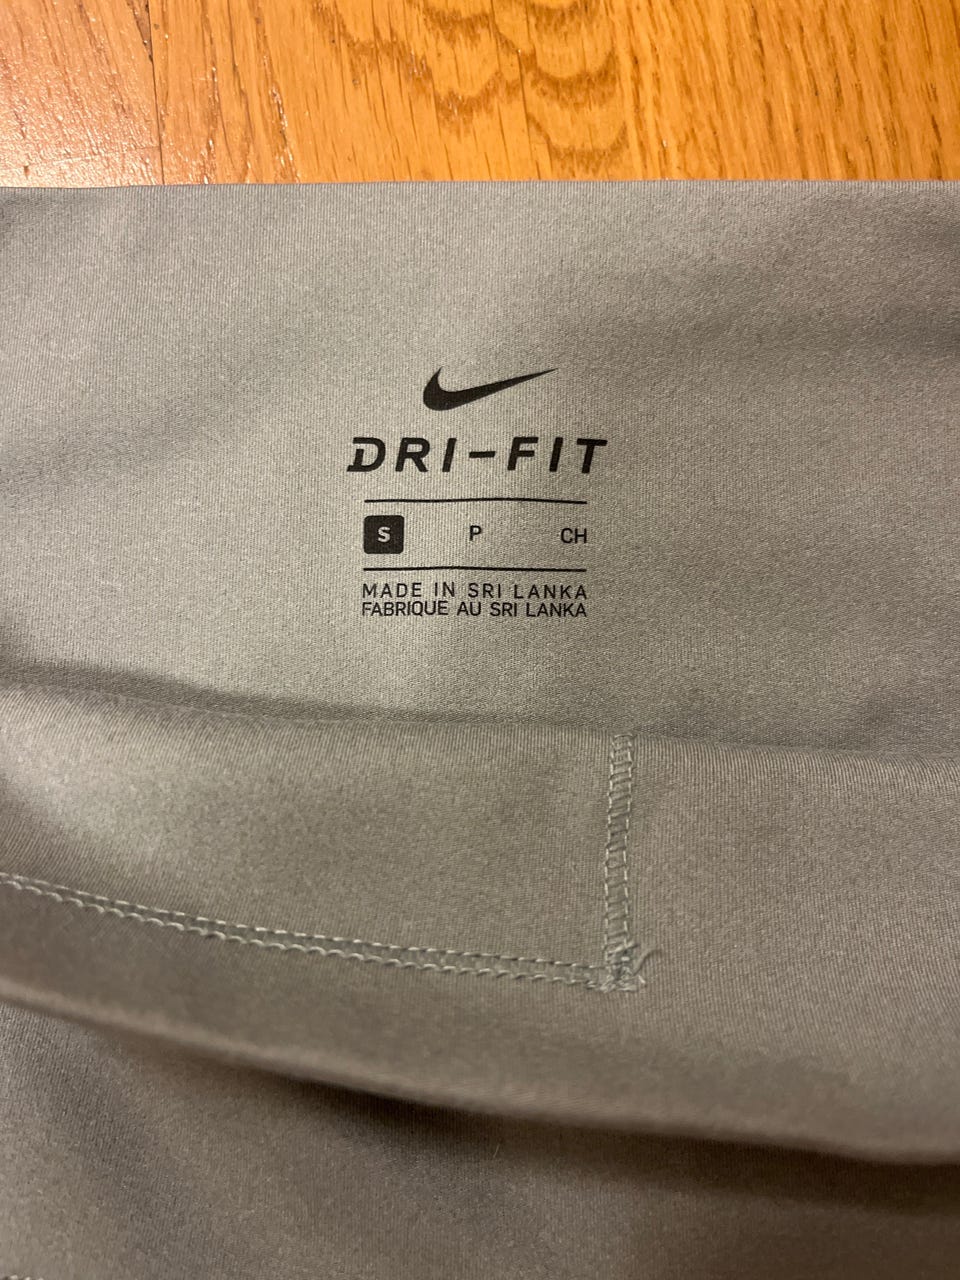 DRI-FIT
S P CH
MADE IN SRI LANKA
FABRIQUE AU SRI LANKA